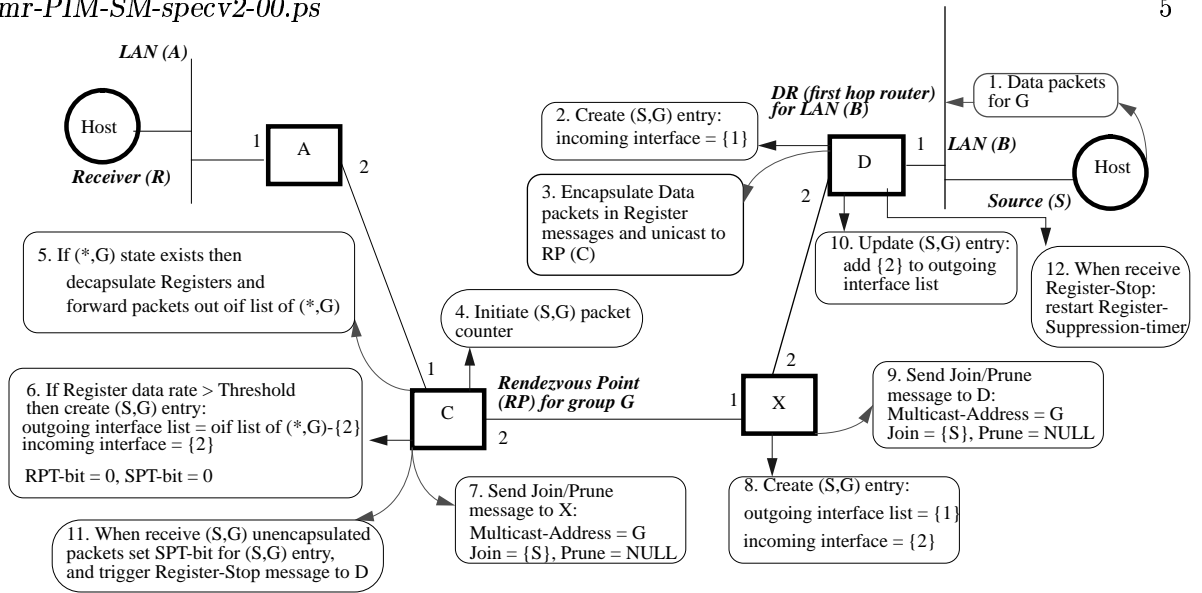 mr-PIM-SM-specv2-00.ps
5
LAN (A)
Host
Receiver (R)
1
A
2
DR (first hop router)
for LAN (B)
1. Data packets
for G
2. Create (S,G) entry:
incoming interface = {1}
D
1
LAN (B)
Host
Source (S)
2
3. Encapsulate Data
packets in Register
messages and unicast to
RP (C)
10. Update (S,G) entry:
add {2} to outgoing
interface list
12. When receive
Register-Stop:
restart Register-
Suppression-timer
5. If (*,G) state exists then
decapsulate Registers and
forward packets out oif list of (*,G)
4. Initiate (S,G) packet
counter
1
C
2
Rendezvous Point
(RP) for group G
2
1
X
9. Send Join/Prune
message to D:
Multicast-Address = G
Join = {S}, Prune = NULL
6. If Register data rate > Threshold
then create (S,G) entry:
outgoing interface list = oif list of (*,G)-{2}
incoming interface = {2}
RPT-bit = 0, SPT-bit = 0
7. Send Join/Prune
message to X:
Multicast-Address = G
Join = {S}, Prune = NULL
8. Create (S,G) entry:
outgoing interface list = {1}
incoming interface = {2}
11. When receive (S,G) unencapsulated
packets set SPT-bit for (S,G) entry,
and trigger Register-Stop message to D